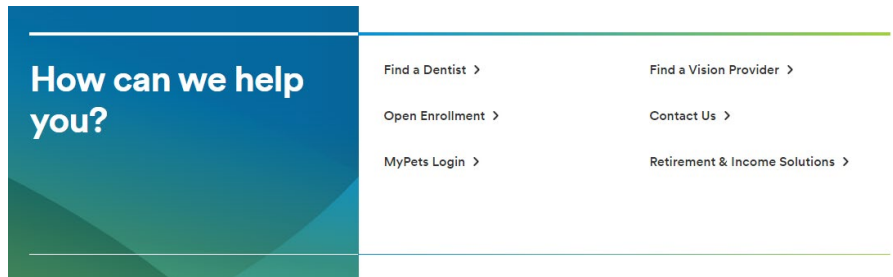 How can we help
you?
Find a Dentist >
Find a Vision Provider >
Open Enrollment >
Contact Us >
MyPets Login >
Retirement & Income Solutions >